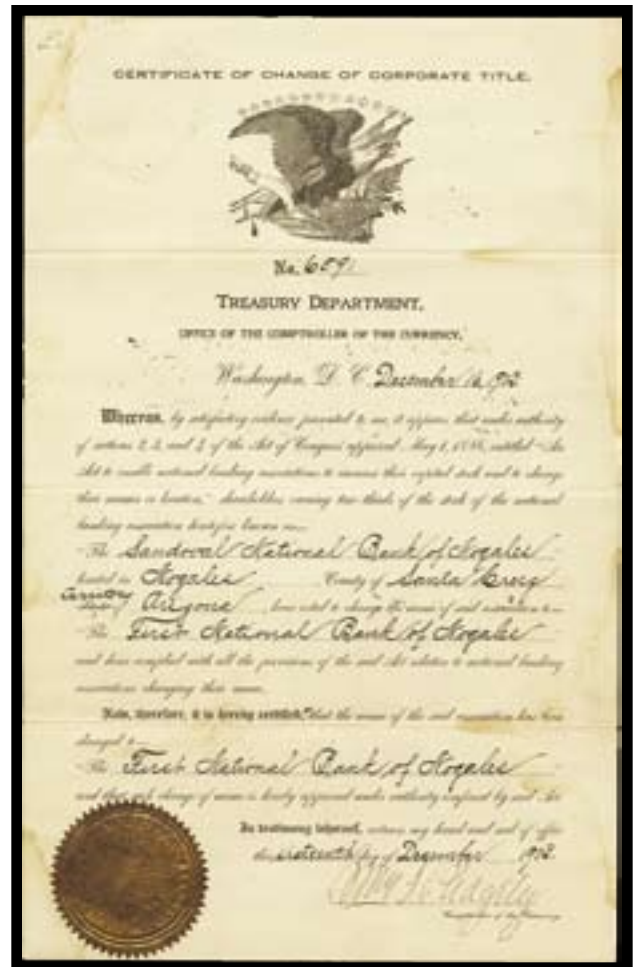 CERTIFICATE OF CHANGE OF CORPORATE TITLE.
No. 6091
TREASURY DEPARTMENT,
OFFICE OF THE COMPTROLLER OF THE CURRENCY,
Washington, D. C. December 16, 1902
Whereas, by satisfactory evidence presented to me, it appears that under authority
of sections 2, 3, and 4 of the Act of Congress approved May 1, 1886, entitled "An
Act to enable national banking associations to increase their capital stock and to change
their names or location," shareholders owning two-thirds of the stock of the national
banking association heretofore known as—
"The Sandoval National Bank of Nogales"
located in Nogales County of Santa Cruz
Territory Arizona have voted to change the name of said association to—
"The First National Bank of Nogales"
and have complied with all the provisions of the said Act relative to national banking
associations changing their name.
Now, therefore, it is hereby certified, that the name of the said association has been
changed to—
"The First National Bank of Nogales"
and that such change of name is hereby approved under authority conferred by said Act.
In testimony whereof, witness my hand and seal of office
this sixteenth day of December 1902.
Comptroller of the Currency